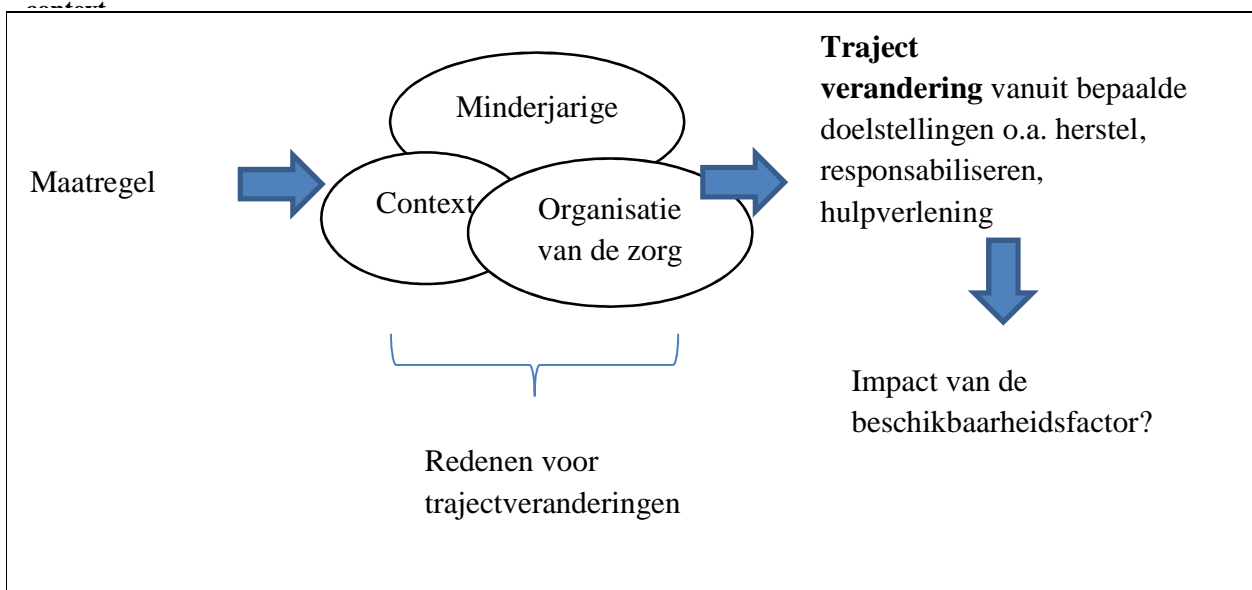 Maatregel
Minderjarige
Context
Organisatie
van de zorg
Traject
verandering vanuit bepaalde
doelstellingen o.a. herstel,
responsabiliseren,
hulpverlening
Impact van de
beschikbaarheidsfactor?
Redenen voor
trajectveranderingen